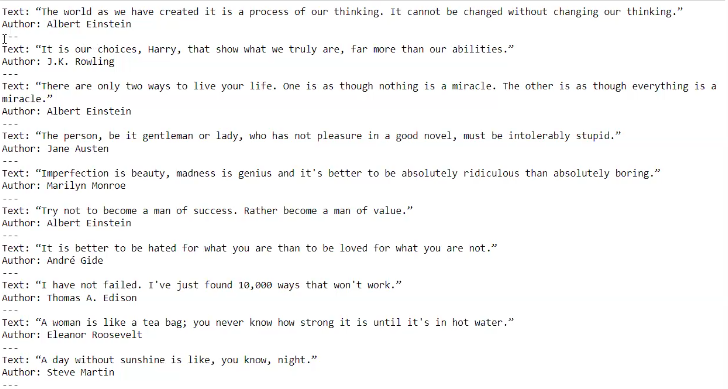 Text: “The world as we have created it is a process of our thinking. It cannot be changed without changing our thinking.”
Author: Albert Einstein
---
Text: “It is our choices, Harry, that show what we truly are, far more than our abilities.”
Author: J.K. Rowling
---
Text: “There are only two ways to live your life. One is as though nothing is a miracle. The other is as though everything is a
miracle.”
Author: Albert Einstein
---
Text: “The person, be it gentleman or lady, who has not pleasure in a good novel, must be intolerably stupid.”
Author: Jane Austen
---
Text: “Imperfection is beauty, madness is genius and it's better to be absolutely ridiculous than absolutely boring.”
Author: Marilyn Monroe
---
Text: “Try not to become a man of success. Rather become a man of value.”
Author: Albert Einstein
---
Text: “It is better to be hated for what you are than to be loved for what you are not.”
Author: André Gide
---
Text: “I have not failed. I've just found 10,000 ways that won't work.”
Author: Thomas A. Edison
---
Text: “A woman is like a tea bag; you never know how strong it is until it's in hot water.”
Author: Eleanor Roosevelt
---
Text: “A day without sunshine is like, you know, night.”
Author: Steve Martin
---